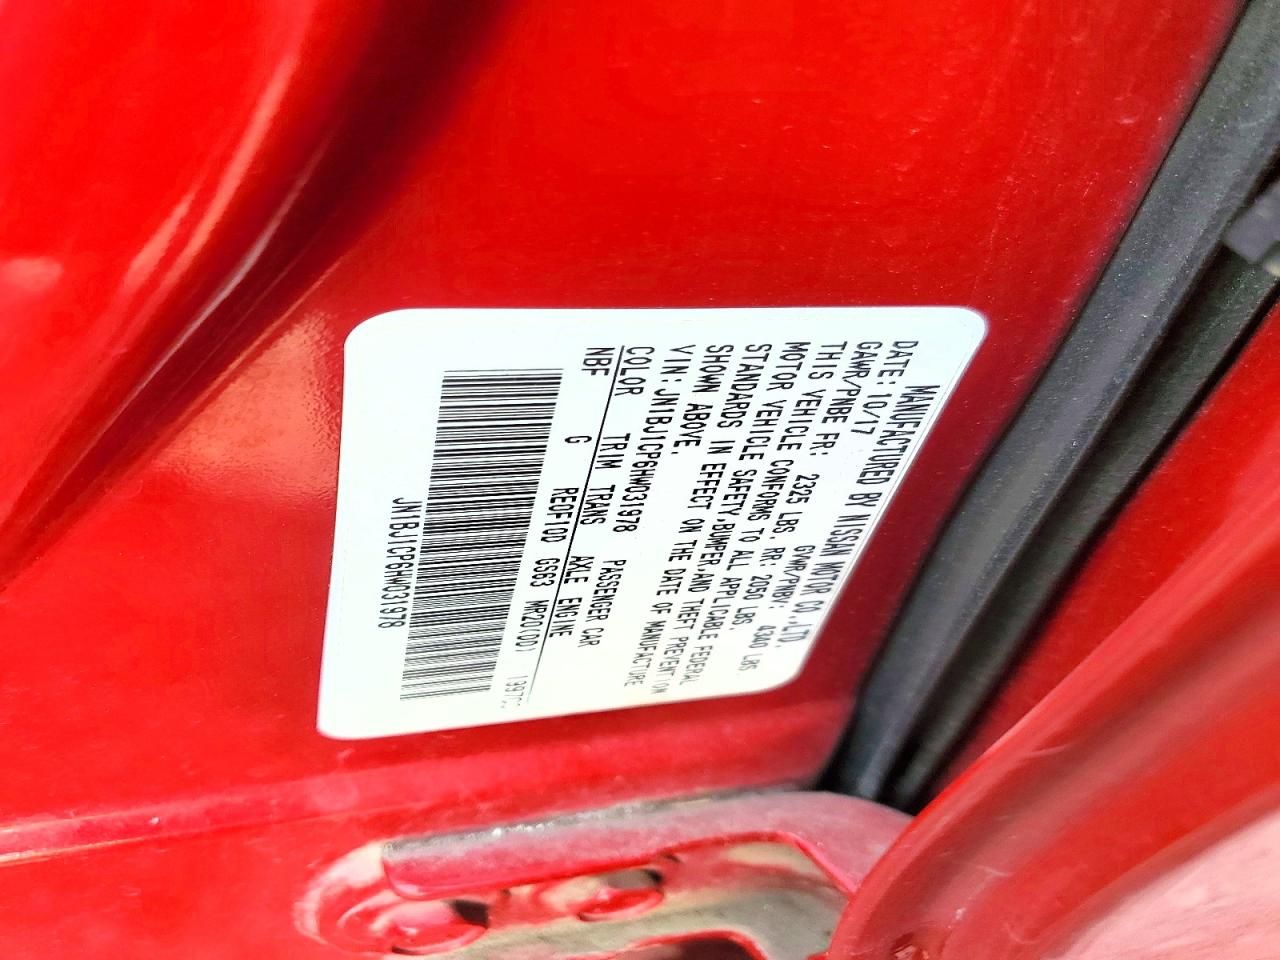 MANUFACTURED BY NISSAN MOTOR CO.,LTD.
DATE: 10/17 GVWR/PNBV: 4340 LBS.
GAWR/PNBE FR: 2325 LBS. RR: 2050 LBS.
THIS VEHICLE CONFORMS TO ALL APPLICABLE FEDERAL
MOTOR VEHICLE SAFETY,BUMPER,AND THEFT PREVENTION
STANDARDS IN EFFECT ON THE DATE OF MANUFACTURE
SHOWN ABOVE.
VIN: JN1BJ1CP6HW031978 PASSENGER CAR
COLOR TRIM TRANS AXLE ENGINE
NBF G RE0F10D GS63 MR20(DD)
JN1BJ1CP6HW031978